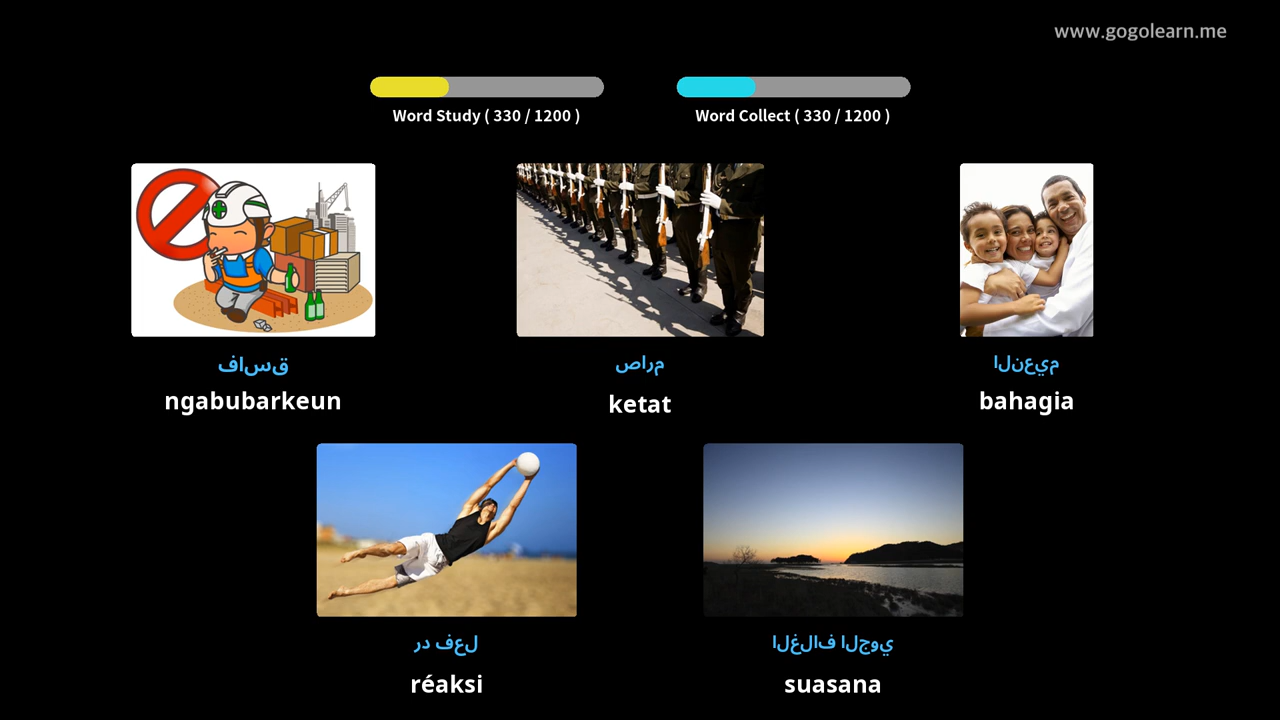 www.gogolearn.me
Word Study ( 330 / 1200 )
Word Collect ( 330 / 1200 )
فاسق
صارم
النعيم
ngabubarkeun
ketat
bahagia
رد فعل
الغلاف الجوي
réaksi
suasana